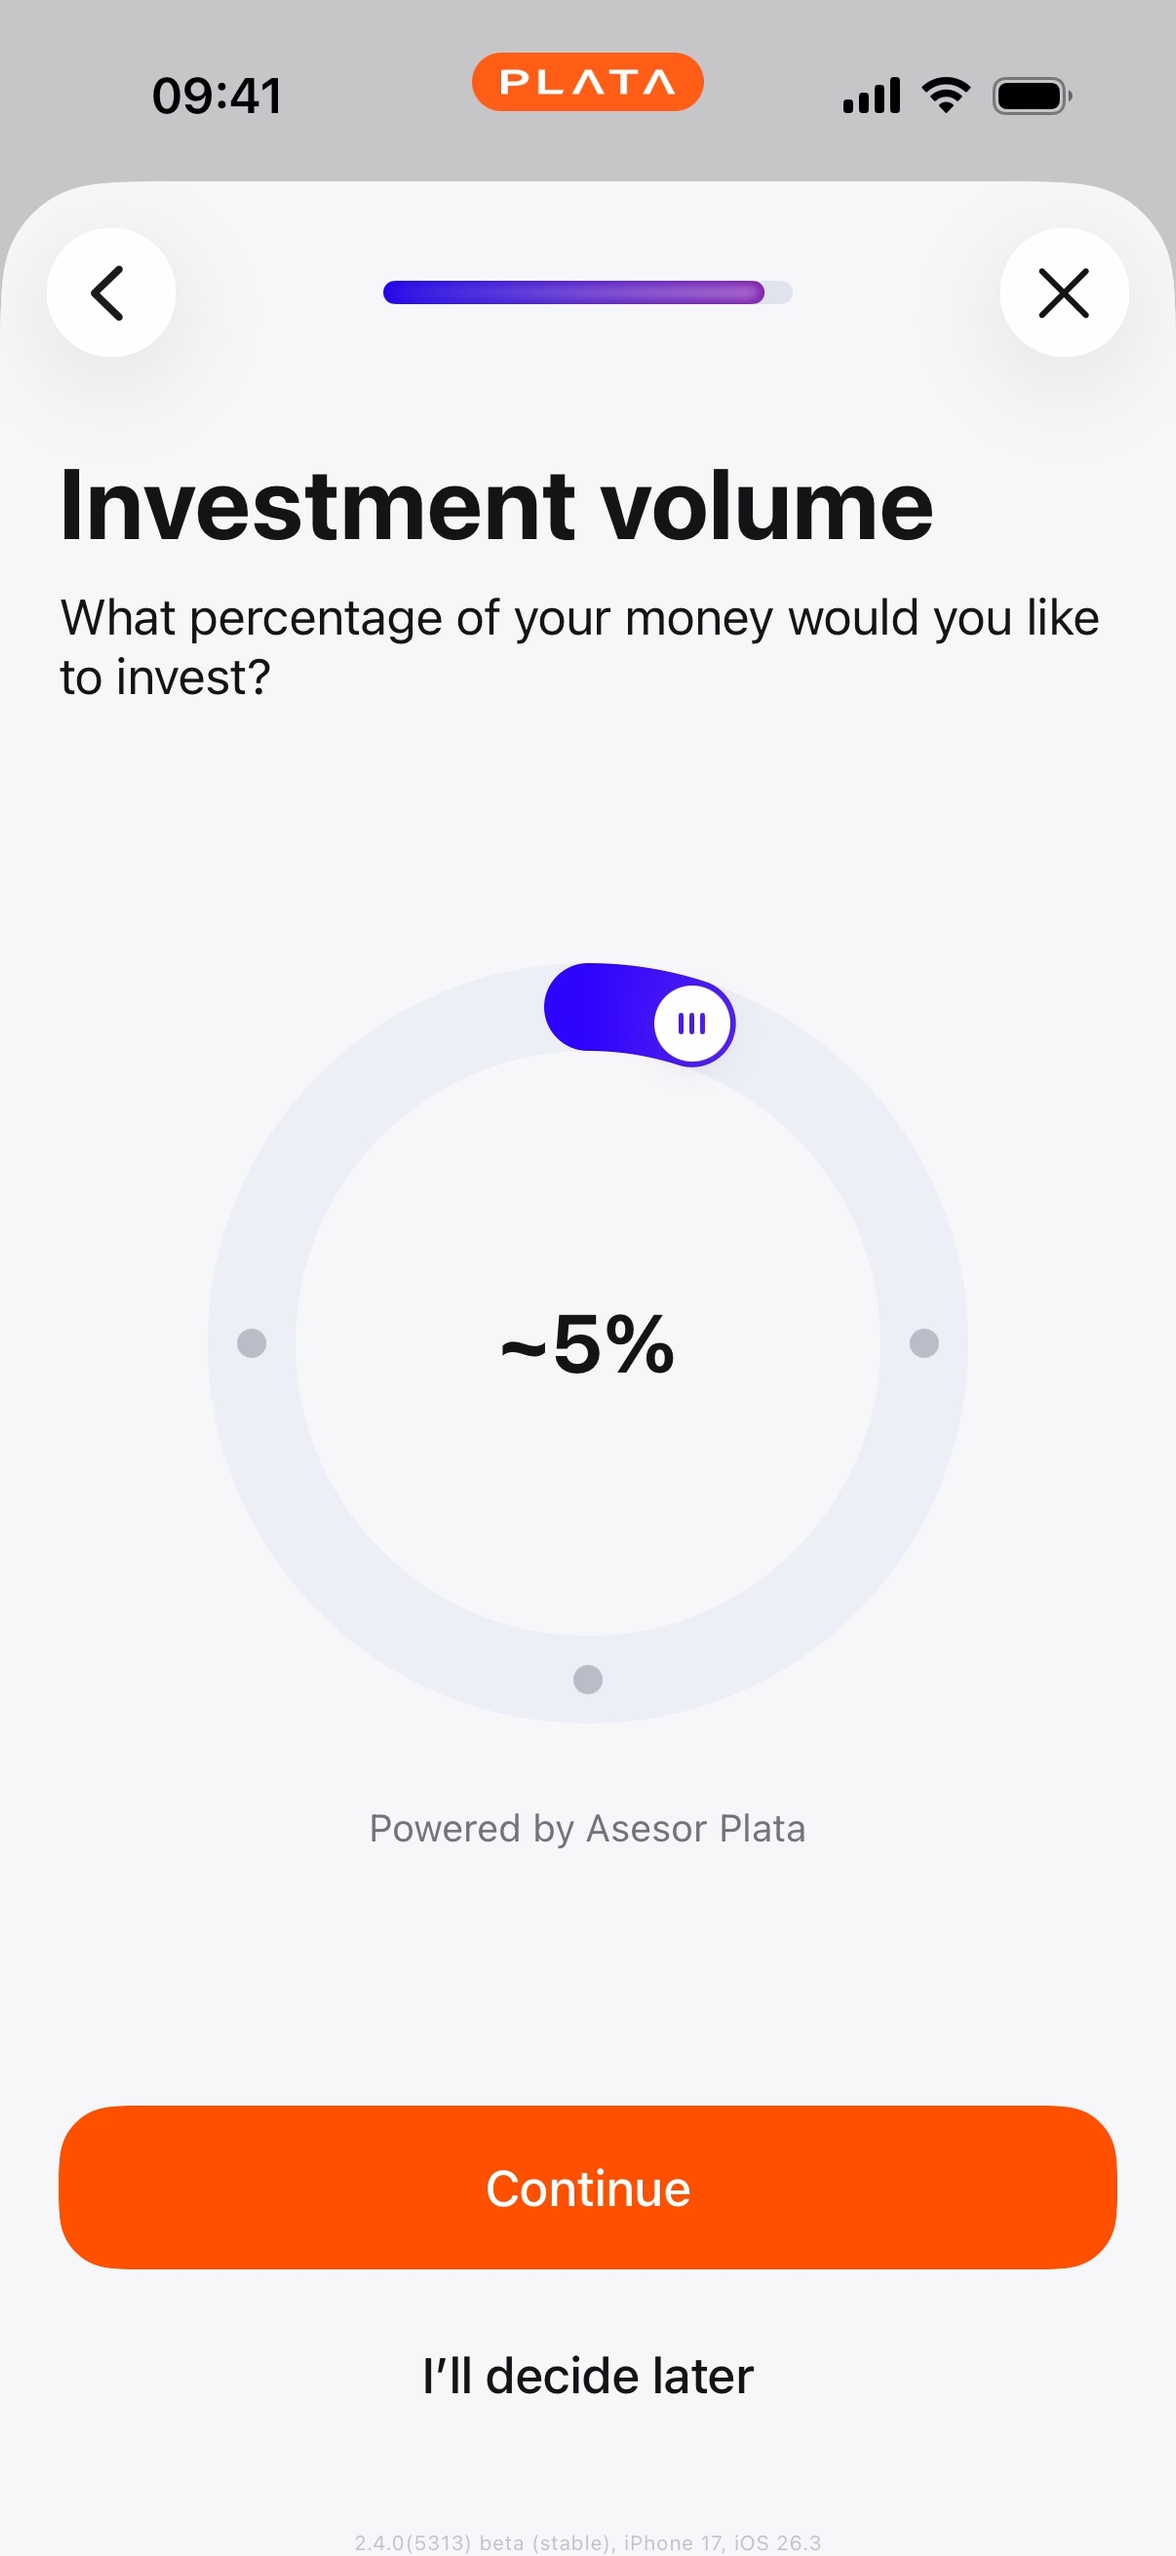 09:41
PLATA
Investment volume
What percentage of your money would you like
to invest?
~5%
Powered by Asesor Plata
Continue
I’ll decide later
2.4.0(5313) beta (stable), iPhone 17, iOS 26.3